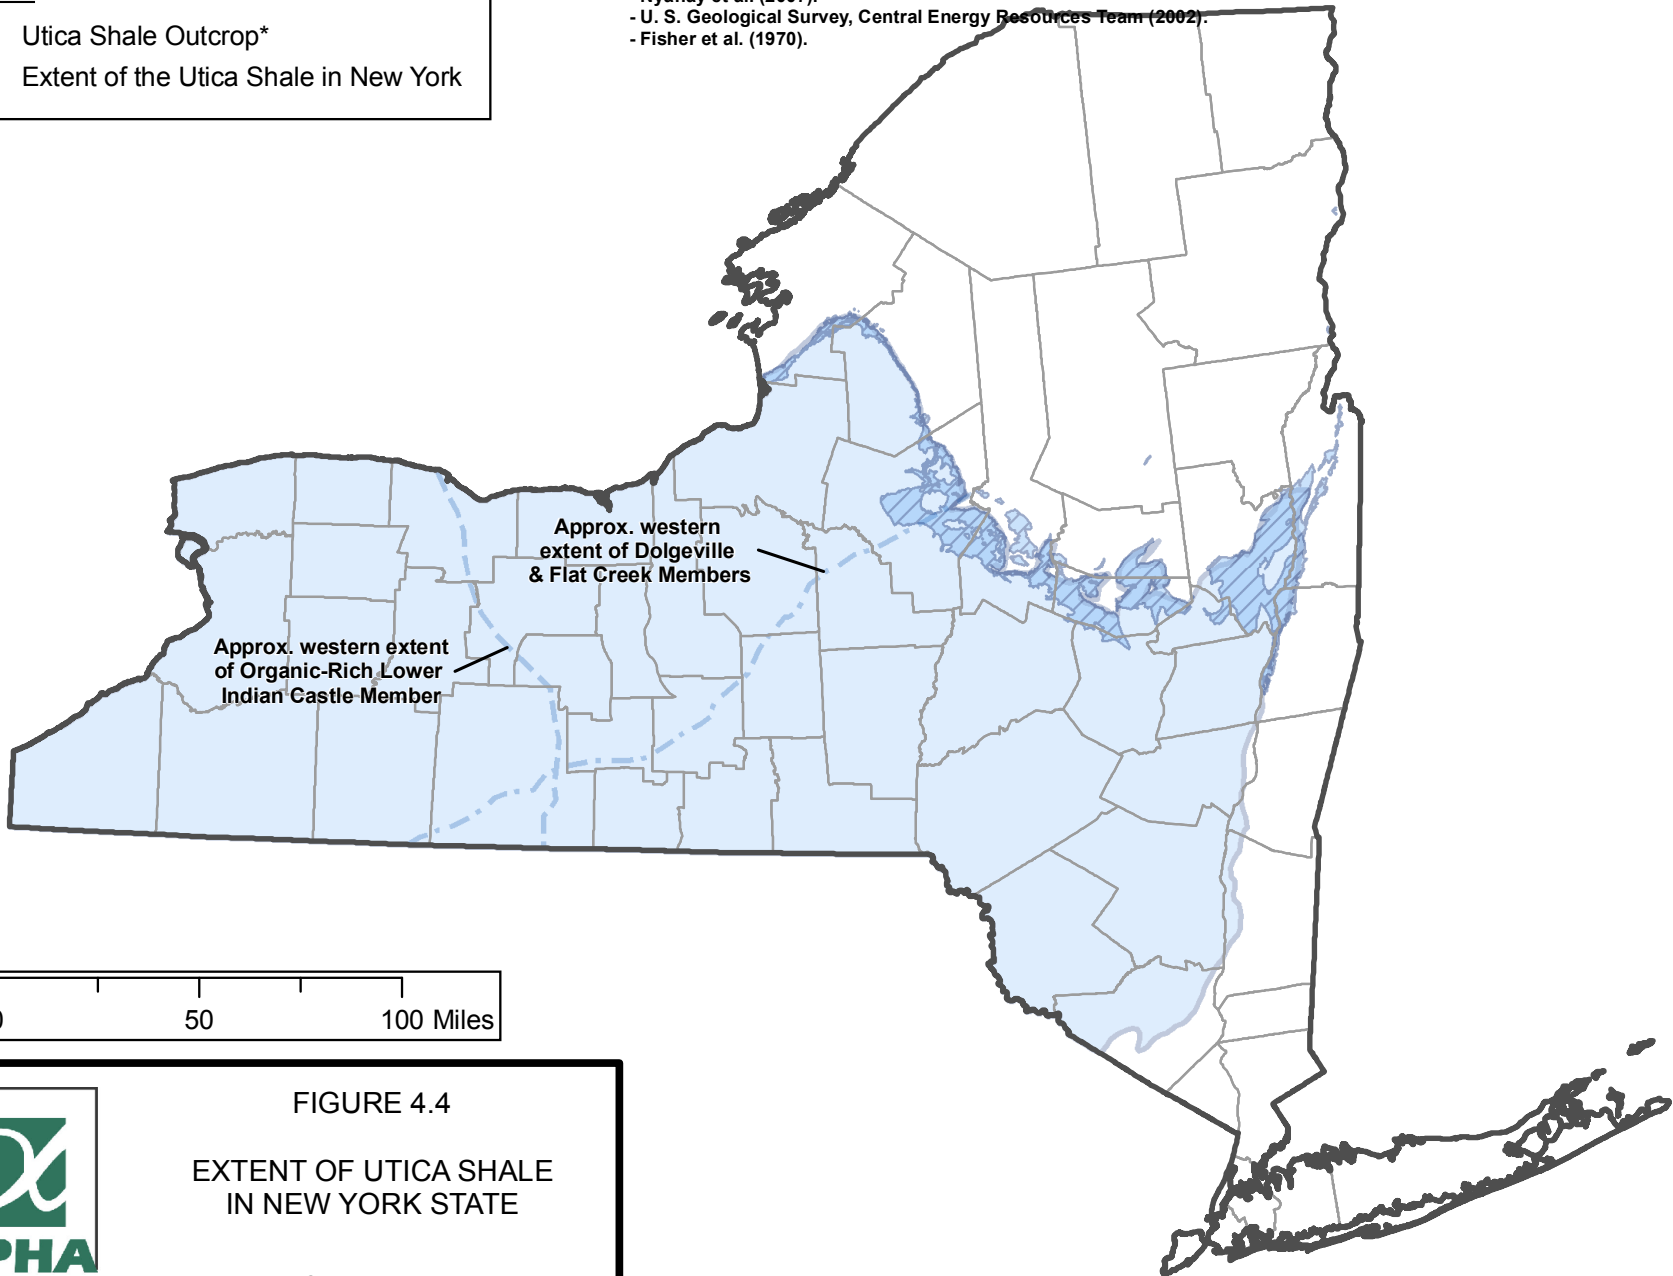 Utica Shale Outcrop*
Extent of the Utica Shale in New York
- U. S. Geological Survey, Central Energy Resources Team (2002).
- Fisher et al. (1970).
Approx. western
extent of Dolgeville
& Flat Creek Members
Approx. western extent
of Organic-Rich Lower
Indian Castle Member
0 50 100 Miles
FIGURE 4.4
EXTENT OF UTICA SHALE
IN NEW YORK STATE
PHA